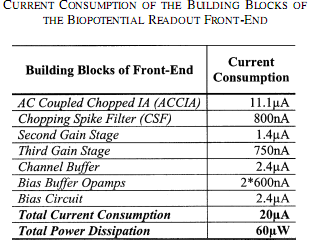 CURRENT CONSUMPTION OF THE BUILDING BLOCKS OF
THE BIOPOTENTIAL READOUT FRONT-END
Building Blocks of Front-End Current Consumption
AC Coupled Chopped IA (ACCIA) 11.1μA
Chopping Spike Filter (CSF) 800nA
Second Gain Stage 1.4μA
Third Gain Stage 750nA
Channel Buffer 2.4μA
Bias Buffer Opamps 2*600nA
Bias Circuit 2.4μA
Total Current Consumption 20μA
Total Power Dissipation 60μW